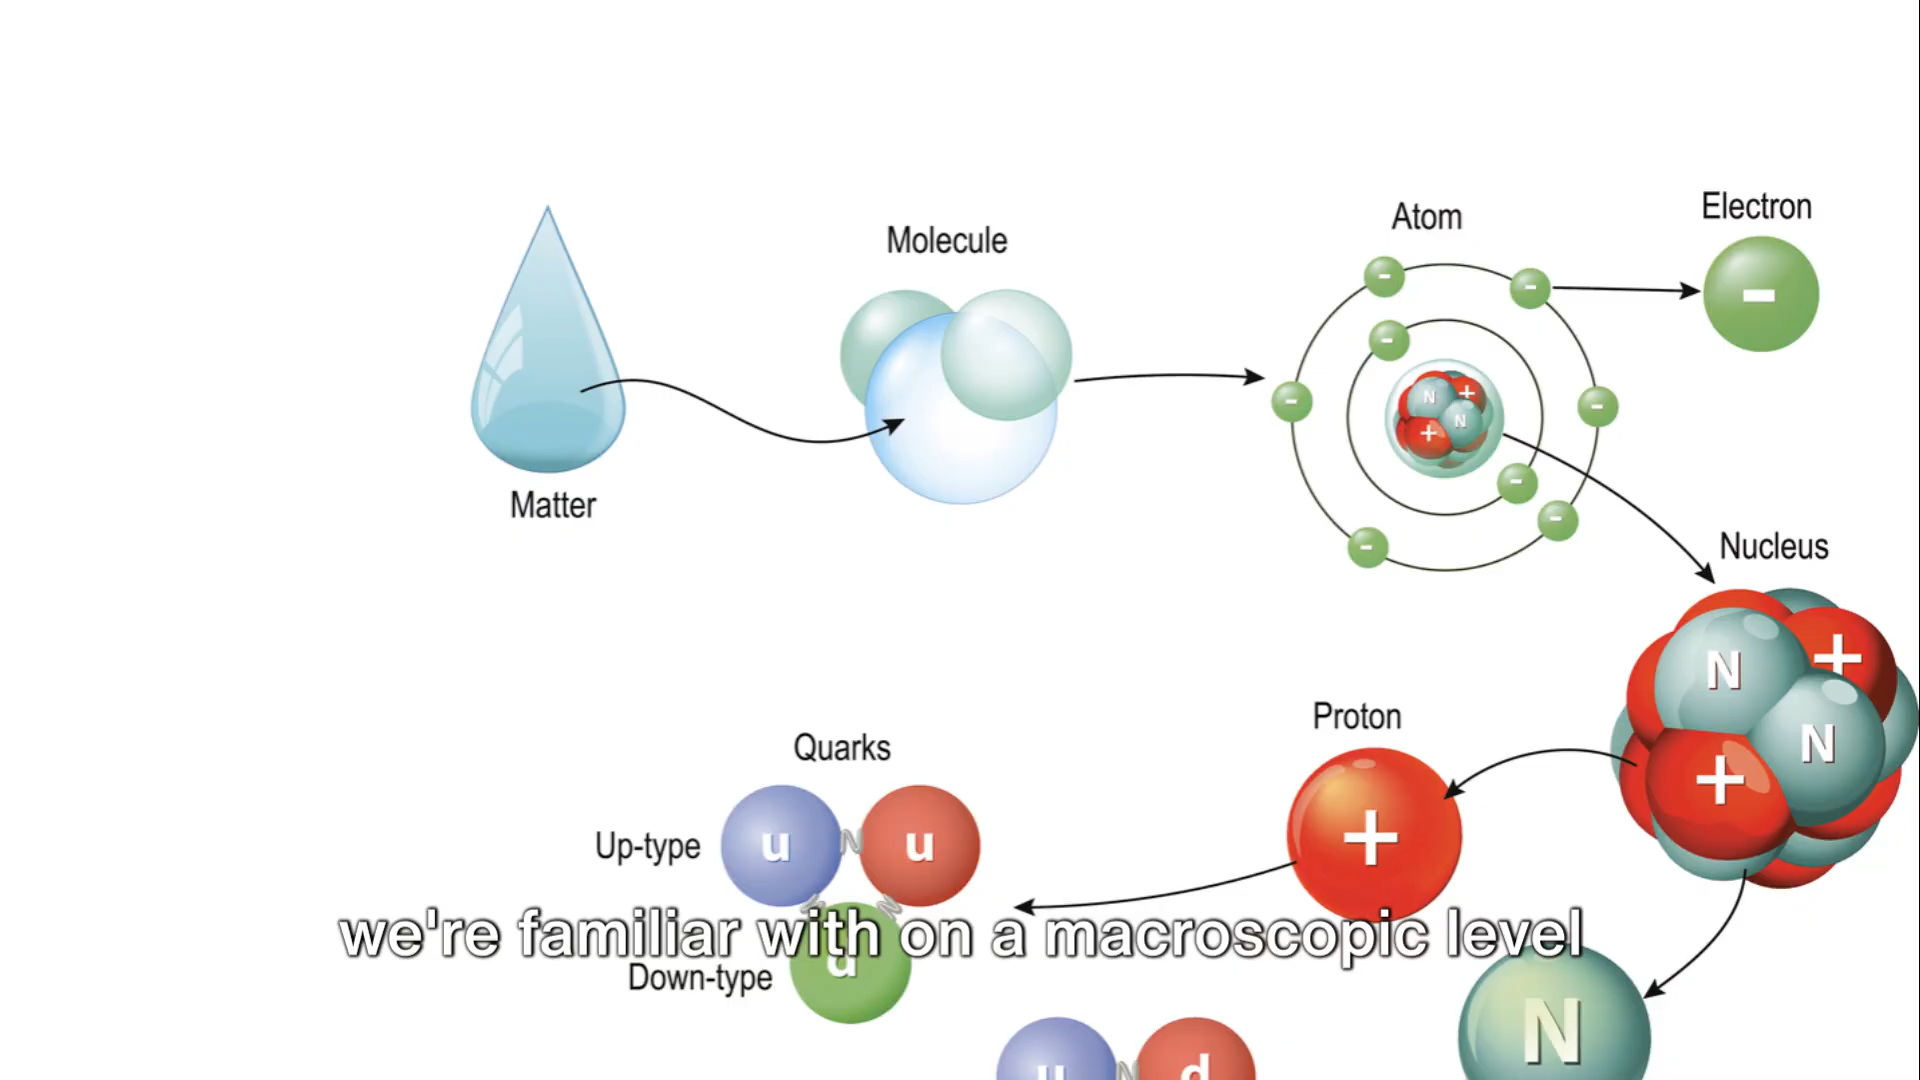 Electron
Atom
Molecule
-
-
-
-
-
-
-
-
-
N
+
N
+
Matter
Nucleus
N
+
N
+
Proton
+
Quarks
Up-type
u
u
we're familiar with on a macroscopic level
Down-type
d
N
u
d